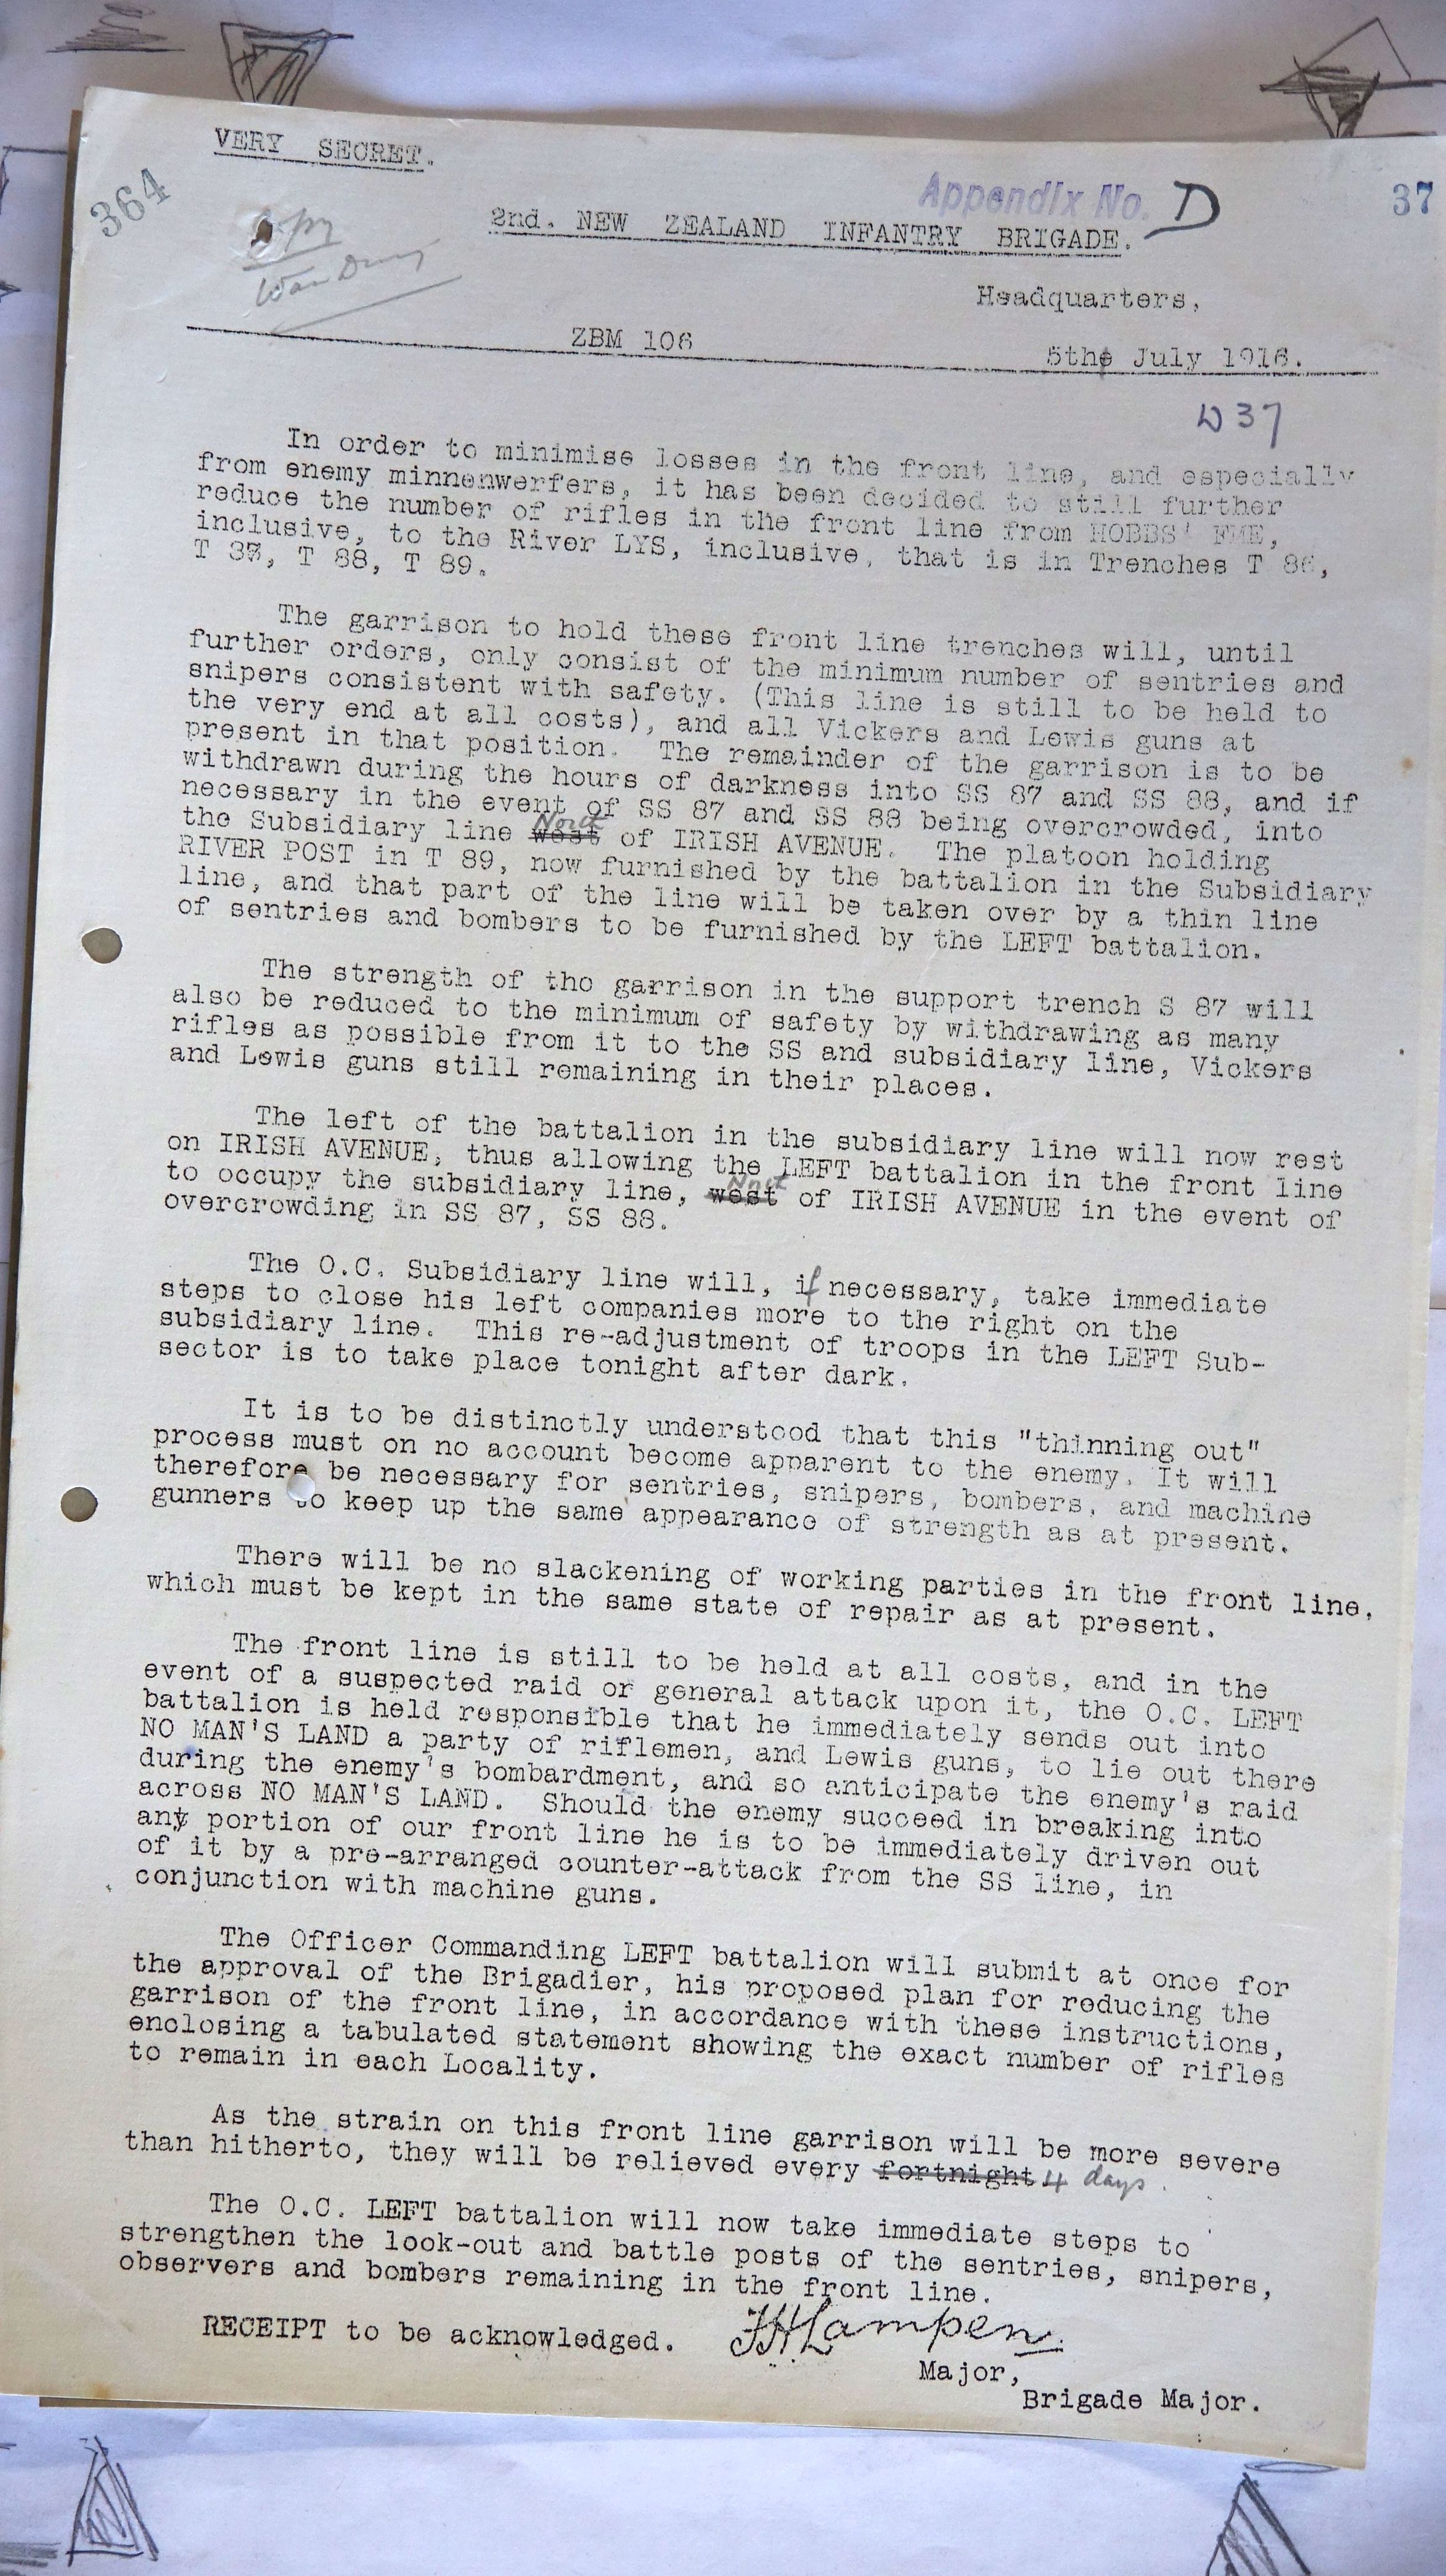 VERY SECRET.
364
Appendix No. D
37
2nd. NEW ZEALAND INFANTRY BRIGADE.
Copy
War Diary
Headquarters,
ZBM 106
5th July 1916.
D37
In order to minimise losses in the front line, and especially
from enemy minnenwerfers, it has been decided to still further
reduce the number of rifles in the front line from HOBBS' FME,
inclusive, to the River LYS, inclusive, that is in Trenches T 86,
T 87, T 88, T 89.
The garrison to hold these front line trenches will, until
further orders, only consist of the minimum number of sentries and
snipers consistent with safety. (This line is still to be held to
the very end at all costs), and all Vickers and Lewis guns at
present in that position. The remainder of the garrison is to be
withdrawn during the hours of darkness into SS 87 and SS 88, and if
necessary in the event of SS 87 and SS 88 being overcrowded, into
the Subsidiary line west North of IRISH AVENUE. The platoon holding
RIVER POST in T 89, now furnished by the battalion in the Subsidiary
line, and that part of the line will be taken over by a thin line
of sentries and bombers to be furnished by the LEFT battalion.
The strength of tho garrison in the support trench S 87 will
also be reduced to the minimum of safety by withdrawing as many
rifles as possible from it to the SS and subsidiary line, Vickers
and Lewis guns still remaining in their places.
The left of the battalion in the subsidiary line will now rest
on IRISH AVENUE, thus allowing the LEFT battalion in the front line
to occupy the subsidiary line, west North of IRISH AVENUE in the event of
overcrowding in SS 87, SS 88.
The O.C. Subsidiary line will, if necessary, take immediate
steps to close his left companies more to the right on the
subsidiary line. This re-adjustment of troops in the LEFT Sub-
sector is to take place tonight after dark.
It is to be distinctly understood that this "thinning out"
process must on no account become apparent to the enemy. It will
therefore be necessary for sentries, snipers, bombers, and machine
gunners to keep up the same appearance of strength as at present.
There will be no slackening of working parties in the front line,
which must be kept in the same state of repair as at present.
The front line is still to be held at all costs, and in the
event of a suspected raid or general attack upon it, the O.C. LEFT
battalion is held responsible that he immediately sends out into
NO MAN'S LAND a party of riflemen, and Lewis guns, to lie out there
during the enemy's bombardment, and so anticipate the enemy's raid
across NO MAN'S LAND. Should the enemy succeed in breaking into
any portion of our front line he is to be immediately driven out
of it by a pre-arranged counter-attack from the SS line, in
conjunction with machine guns.
The Officer Commanding LEFT battalion will submit at once for
the approval of the Brigadier, his proposed plan for reducing the
garrison of the front line, in accordance with these instructions,
enclosing a tabulated statement showing the exact number of rifles
to remain in each Locality.
As the strain on this front line garrison will be more severe
than hitherto, they will be relieved every fortnight 4 days.
The O.C. LEFT battalion will now take immediate steps to
strengthen the look-out and battle posts of the sentries, snipers,
observers and bombers remaining in the front line.
RECEIPT to be acknowledged.
FHLampen
Major,
Brigade Major.